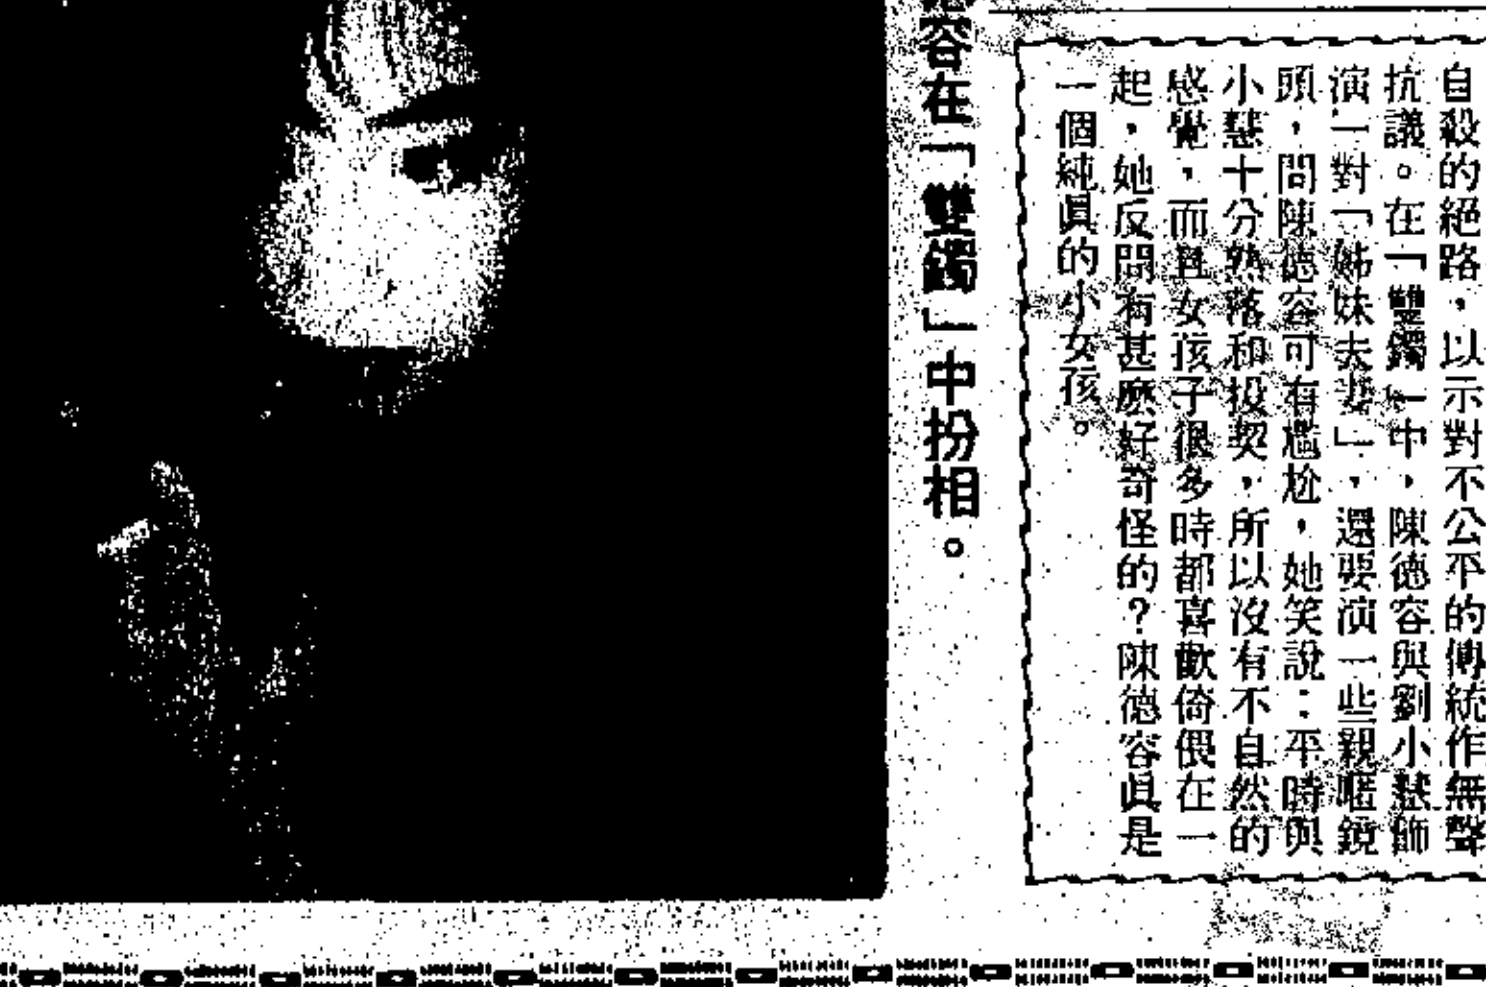 自殺的絕路，以示對不公平的傳統作無聲
抗議。在「雙鐲」中，陳德容與劉小慧飾
演一對「姊妹夫妻」，還要演一些親暱鏡
頭，問陳德容可有尷尬，她笑說：平時與
小慧十分熟落和投契，所以沒有不自然的
感覺，而且女孩子很多時都喜歡倚偎在一
起，她反問有甚麽好奇怪的？陳德容眞是
一個純眞的小女孩。
容在「雙鐲」中扮相。